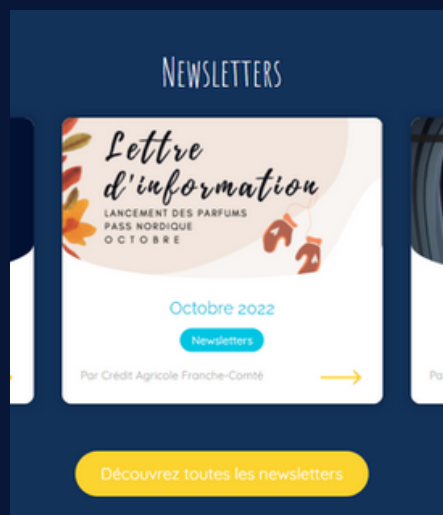 NEWSLETTERS
Lettre
d'information
LANCEMENT DES PARFUMS
PASS NORDIQUE
OCTOBRE
Octobre 2022
Newsletters
Par Crédit Agricole Franche-Comté
Découvrez toutes les newsletters